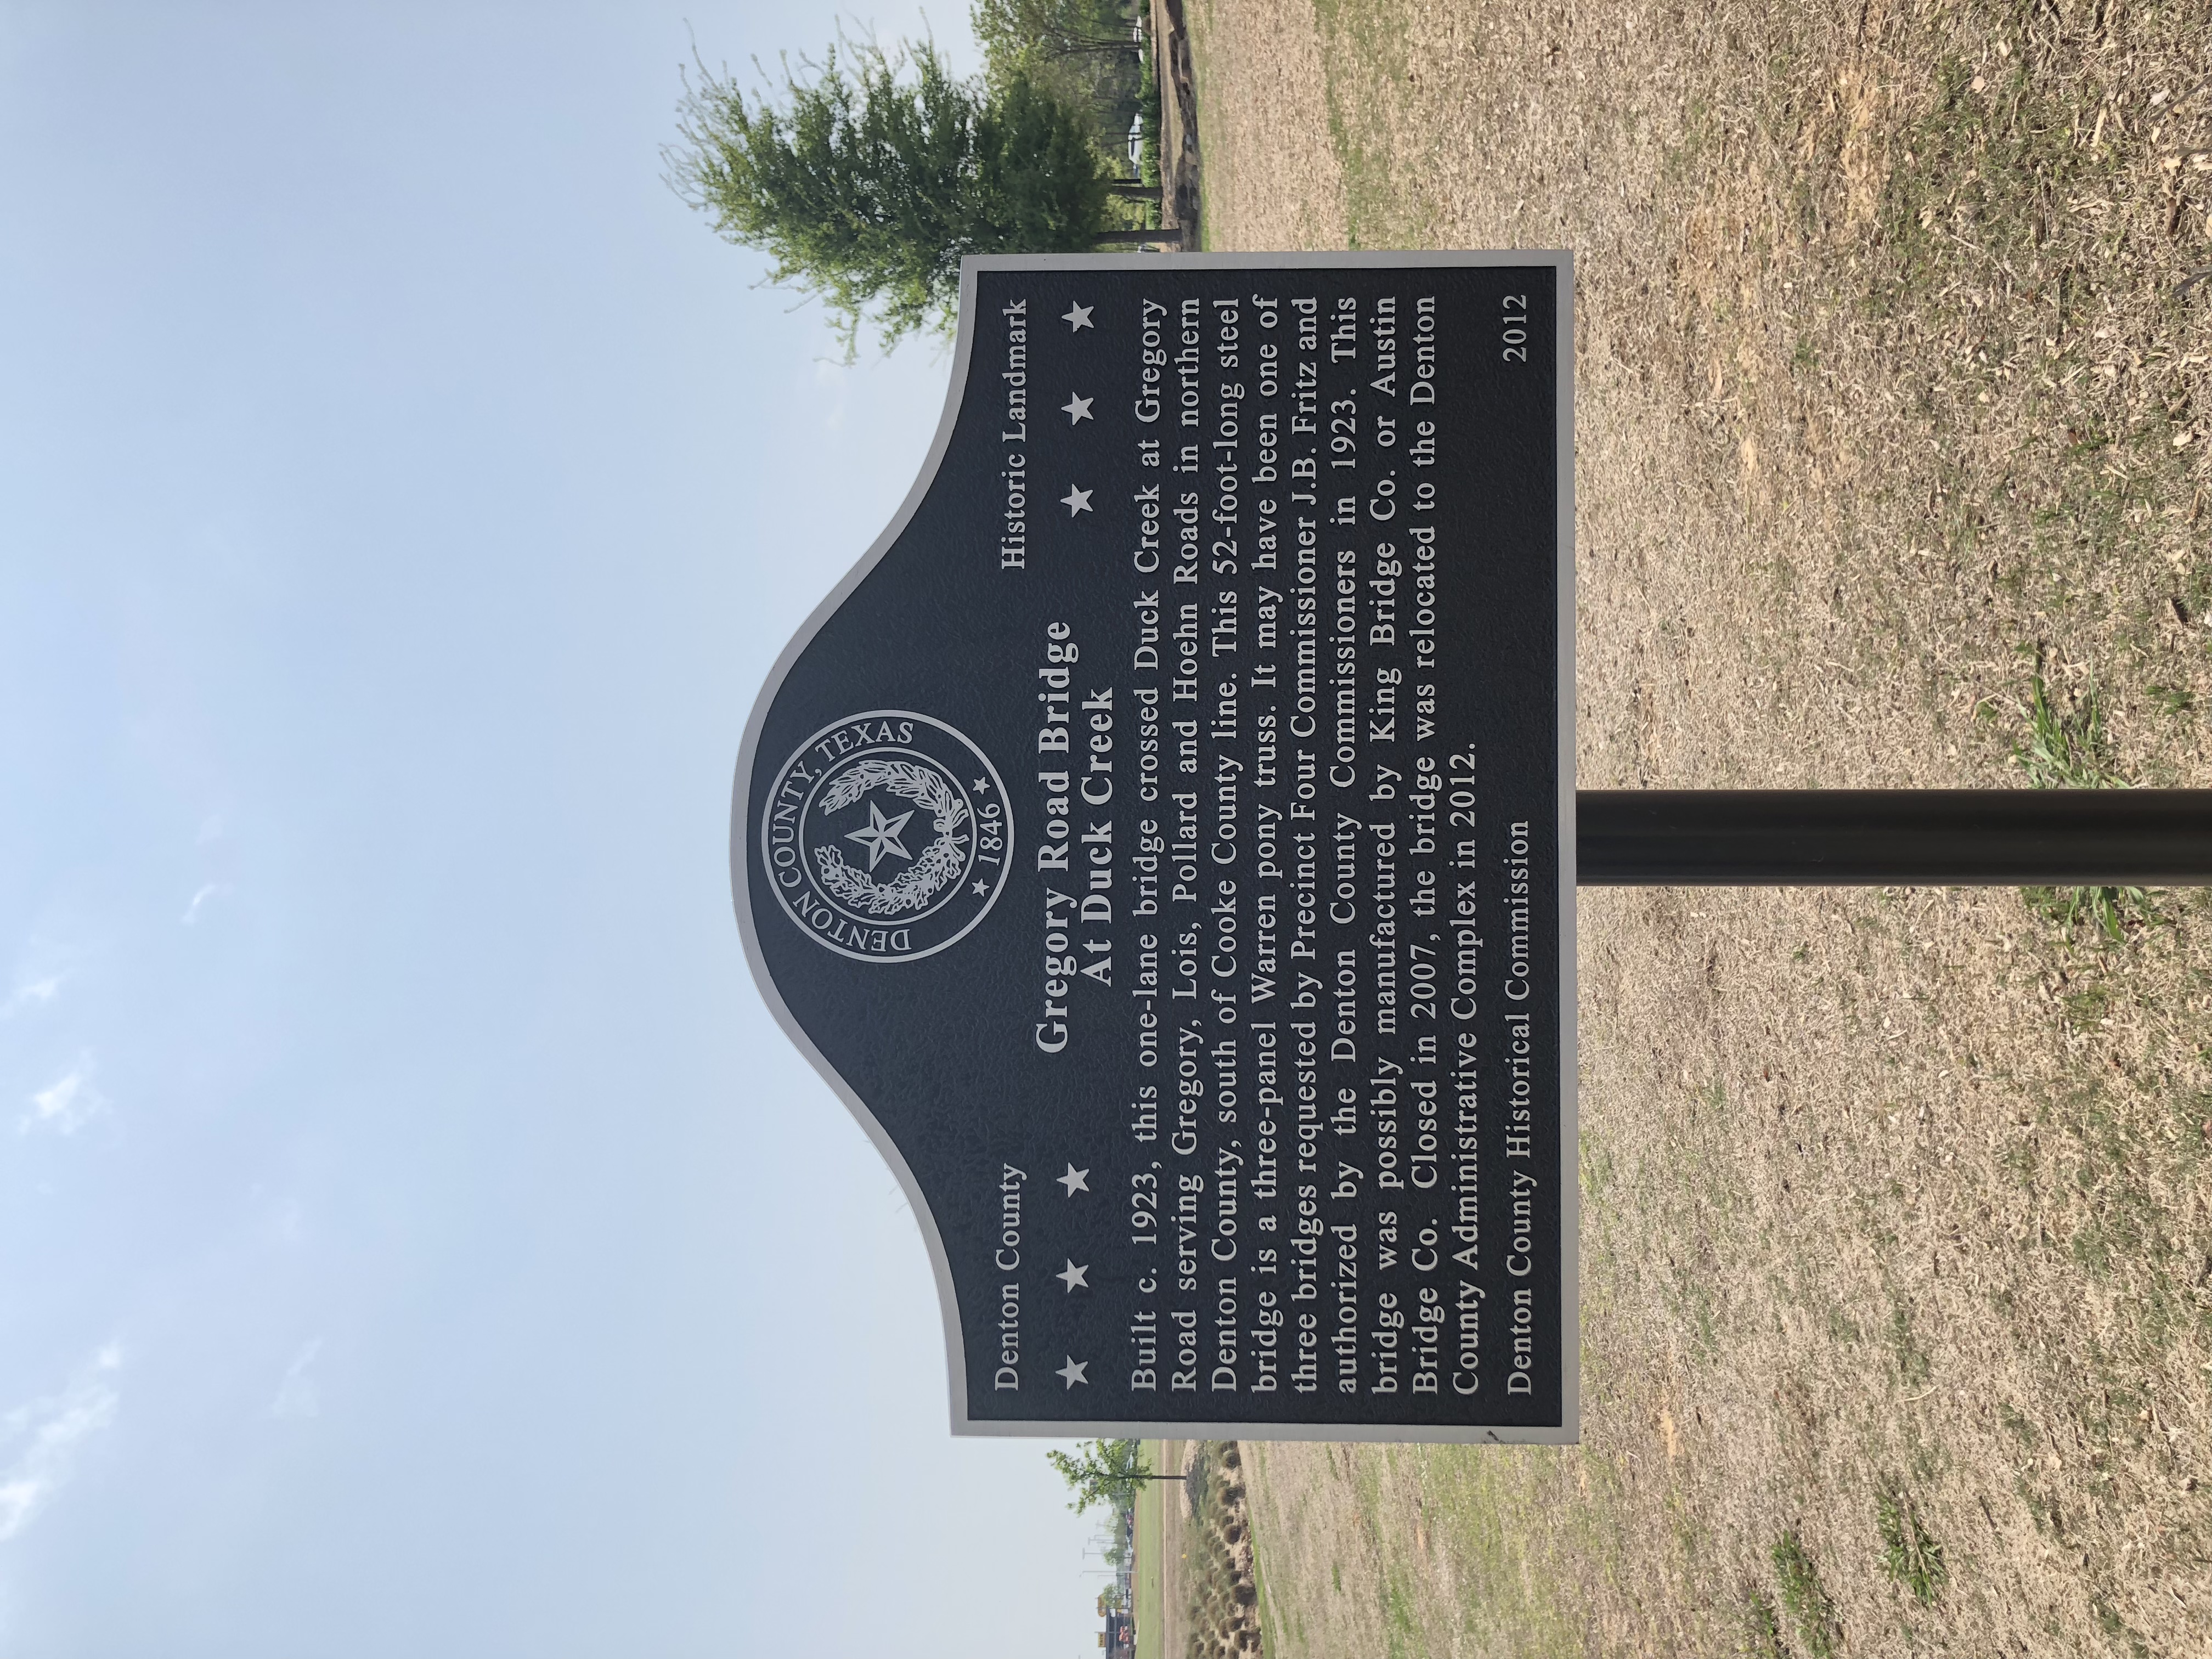 DENTON COUNTY, TEXAS
1846
Denton County Historic Landmark
Gregory Road Bridge
At Duck Creek
Built c. 1923, this one-lane bridge crossed Duck Creek at Gregory
Road serving Gregory, Lois, Pollard and Hoehn Roads in northern
Denton County, south of Cooke County line. This 52-foot-long steel
bridge is a three-panel Warren pony truss. It may have been one of
three bridges requested by Precinct Four Commissioner J.B. Fritz and
authorized by the Denton County Commissioners in 1923. This
bridge was possibly manufactured by King Bridge Co. or Austin
Bridge Co. Closed in 2007, the bridge was relocated to the Denton
County Administrative Complex in 2012.
Denton County Historical Commission 2012